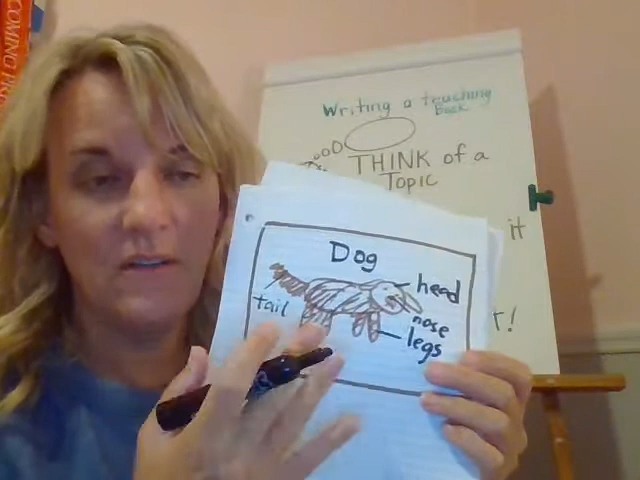 Writing a teaching
Book
THINK of a
Topic
it
r!
Dog
head
tail
nose
legs